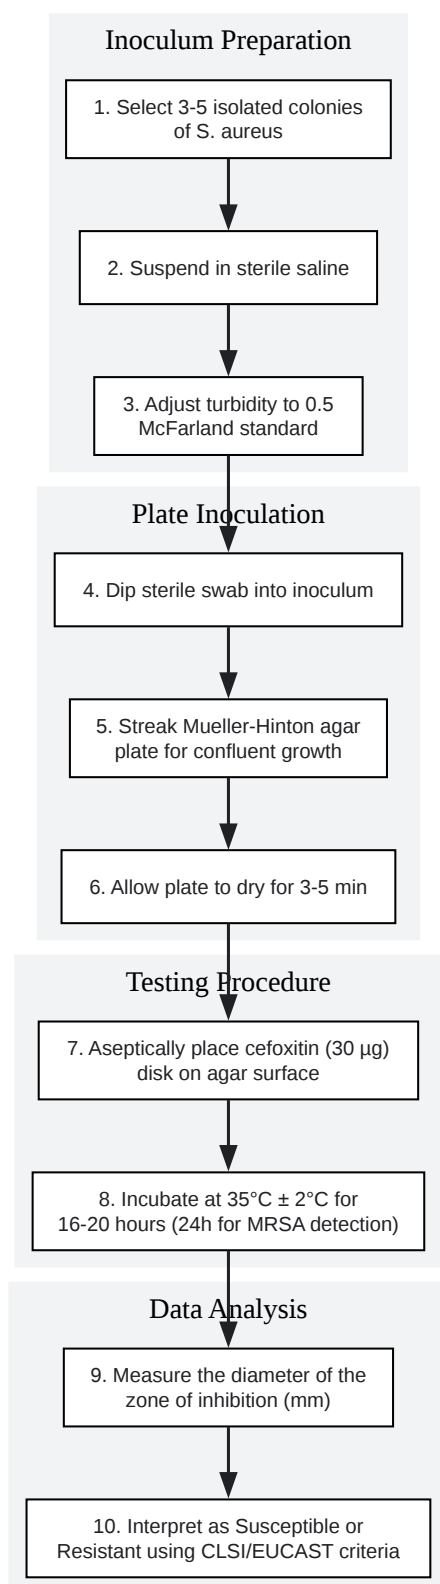 Inoculum Preparation
1. Select 3-5 isolated colonies
of S. aureus
2. Suspend in sterile saline
3. Adjust turbidity to 0.5
McFarland standard
Plate Inoculation
4. Dip sterile swab into inoculum
5. Streak Mueller-Hinton agar
plate for confluent growth
6. Allow plate to dry for 3-5 min
Testing Procedure
7. Aseptically place cefoxitin (30 µg)
disk on agar surface
8. Incubate at 35°C ± 2°C for
16-20 hours (24h for MRSA detection)
Data Analysis
9. Measure the diameter of the
zone of inhibition (mm)
10. Interpret as Susceptible or
Resistant using CLSI/EUCAST criteria